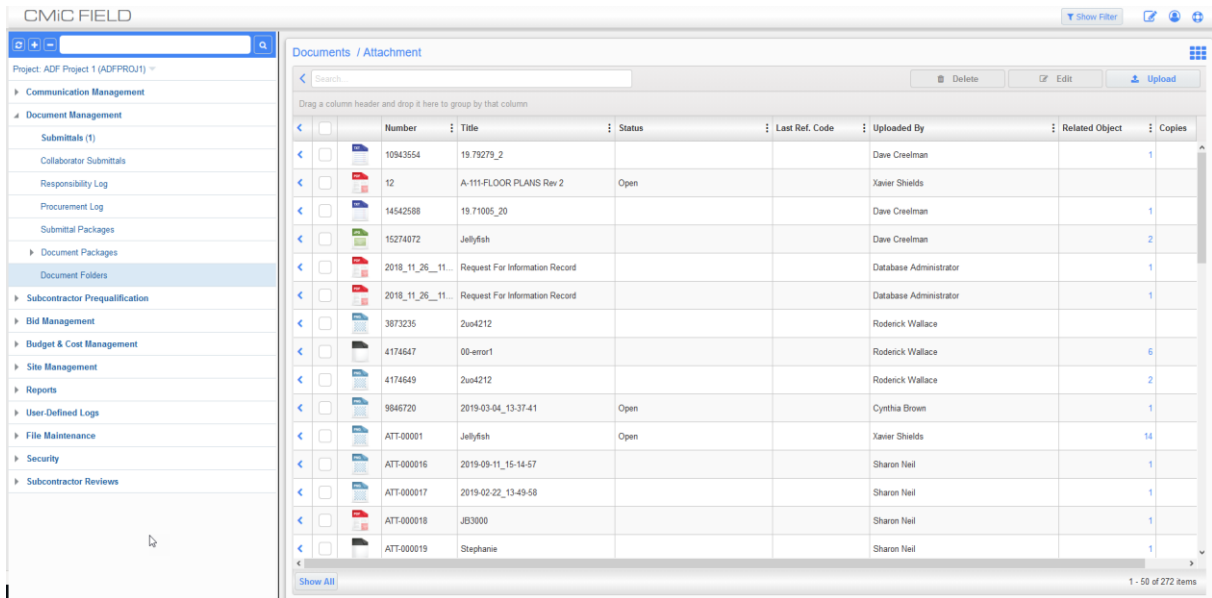 CMiC FIELD
Show Filter
Project: ADF Project 1 (ADFPROJ1)
Communication Management
Document Management
Submittals (1)
Collaborator Submittals
Responsibility Log
Procurement Log
Submittal Packages
Document Packages
Document Folders
Subcontractor Prequalification
Bid Management
Budget & Cost Management
Site Management
Reports
User-Defined Logs
File Maintenance
Security
Subcontractor Reviews
Documents / Attachment
Search...
Delete Edit Upload
Drag a column header and drop it here to group by that column
Number Title Status Last Ref. Code Uploaded By Related Object Copies
10943554 19.79279_2 Dave Creelman 1
12 A-111-FLOOR PLANS Rev 2 Open Xavier Shields
14542588 19.71005_20 Dave Creelman 1
15274072 Jellyfish Dave Creelman 2
2018_11_26__11... Request For Information Record Database Administrator 1
2018_11_26__11... Request For Information Record Database Administrator 1
3873235 2uo4212 Roderick Wallace
4174647 00-error1 Roderick Wallace 6
4174649 2uo4212 Roderick Wallace 2
9846720 2019-03-04_13-37-41 Open Cynthia Brown 1
ATT-00001 Jellyfish Open Xavier Shields 14
ATT-000016 2019-09-11_15-14-57 Sharon Neil 1
ATT-000017 2019-02-22_13-49-58 Sharon Neil 1
ATT-000018 JB3000 Sharon Neil 1
ATT-000019 Stephanie Sharon Neil 1
Show All 1 - 50 of 272 items